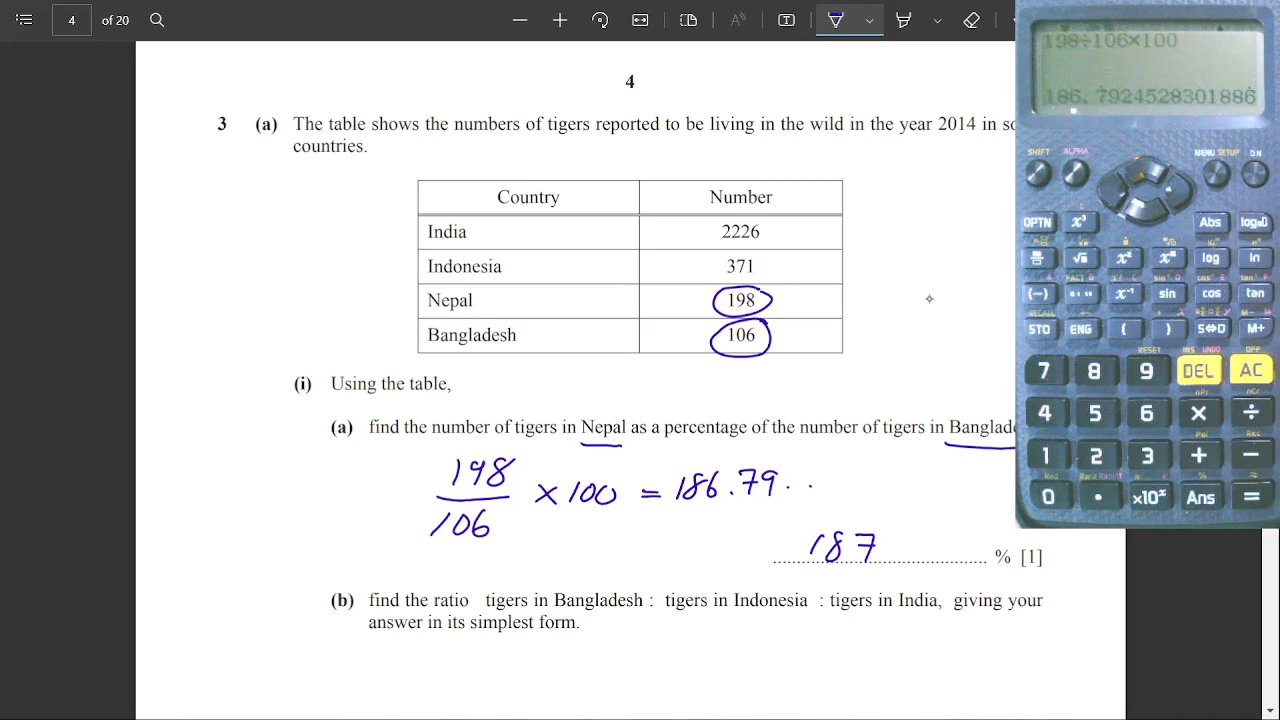 4 of 20
4
3 (a) The table shows the numbers of tigers reported to be living in the wild in the year 2014 in
countries.
Country Number
India 2226
Indonesia 371
Nepal 198
Bangladesh 106
(i) Using the table,
(a) find the number of tigers in Nepal as a percentage of the number of tigers in
198
106
× 100 = 186.79..
187
% [1]
(b) find the ratio tigers in Bangladesh : tigers in Indonesia : tigers in India, giving your
answer in its simplest form.
198÷106×100
186.7924528301886
SHIFT ALPHA MENU SETUP ON
OPTN x³ Abs
√ x² log ln
(−) x⁻¹ sin cos tan
STO ENG ( ) S⇔D M+
7 8 9 DEL AC
4 5 6 × ÷
1 2 3 + −
0 • ×10ˣ Ans =